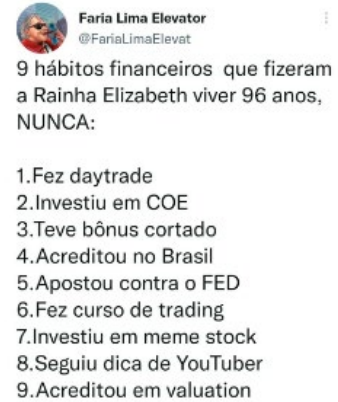 Faria Lima Elevator
@FariaLimaElevat
9 hábitos financeiros que fizeram
a Rainha Elizabeth viver 96 anos,
NUNCA:
1.Fez daytrade
2.Investiu em COE
3.Teve bônus cortado
4.Acreditou no Brasil
5.Apostou contra o FED
6.Fez curso de trading
7.Investiu em meme stock
8.Seguiu dica de YouTuber
9.Acreditou em valuation